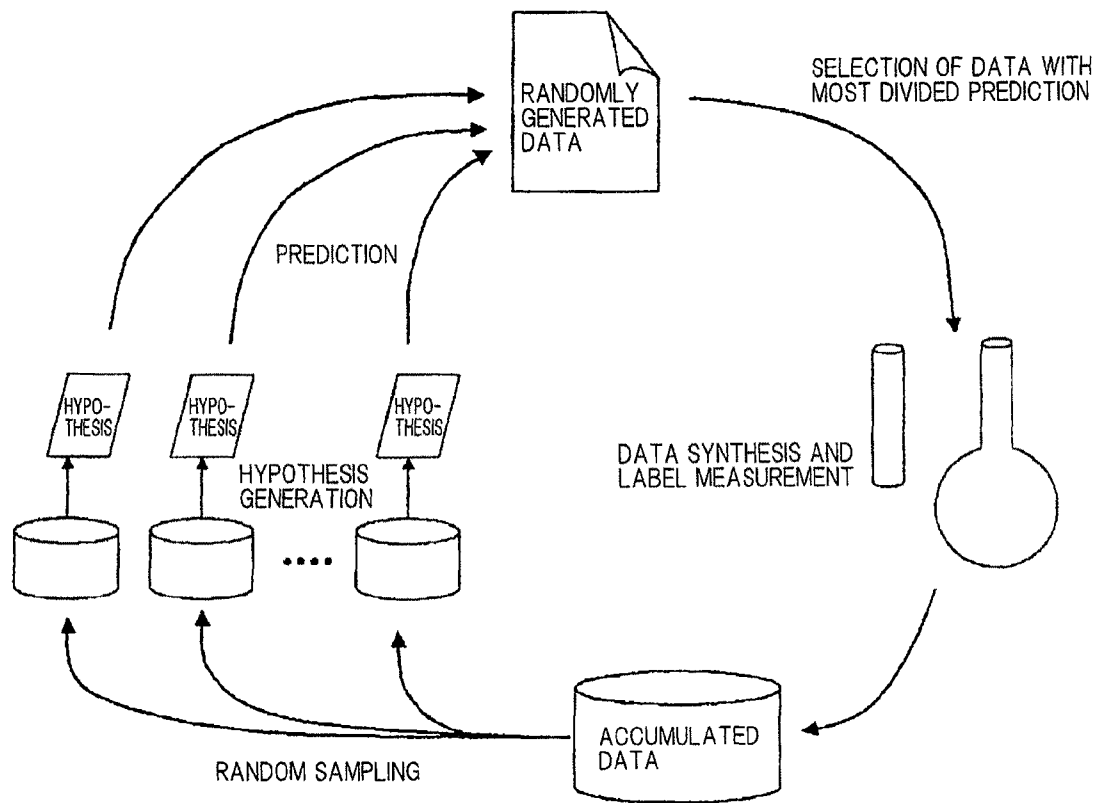 RANDOMLY
GENERATED
DATA
SELECTION OF DATA WITH
MOST DIVIDED PREDICTION
PREDICTION
HYPO-
THESIS
HYPO-
THESIS
HYPO-
THESIS
HYPOTHESIS
GENERATION
DATA SYNTHESIS AND
LABEL MEASUREMENT
ACCUMULATED
DATA
RANDOM SAMPLING